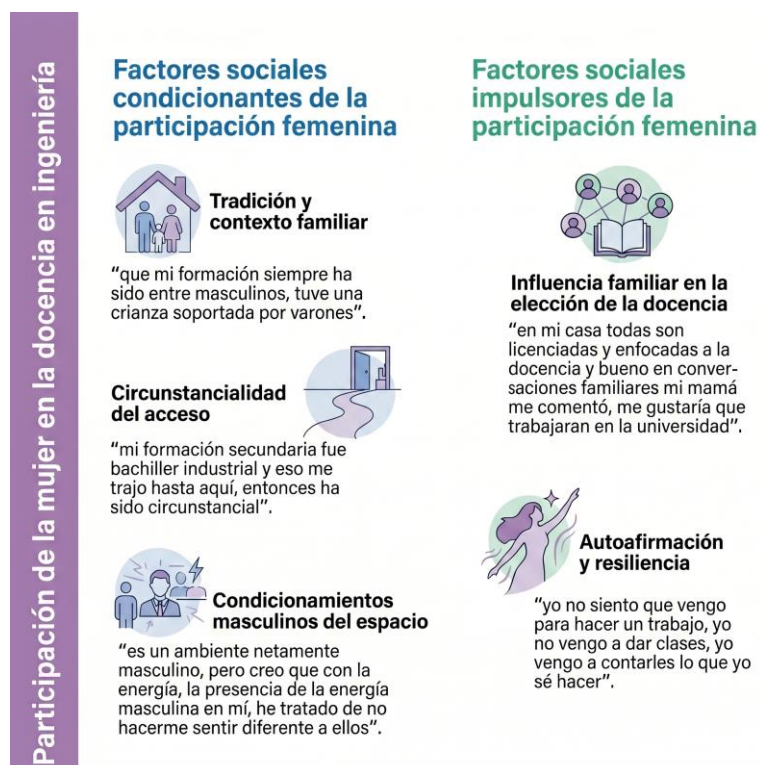 Participación de la mujer en la docencia en ingeniería
Factores sociales
condicionantes de la
participación femenina
Tradición y
contexto familiar
“que mi formación siempre ha
sido entre masculinos, tuve una
crianza soportada por varones”.
Circunstancialidad
del acceso
“mi formación secundaria fue
bachiller industrial y eso me
trajo hasta aquí, entonces ha
sido circunstancial”.
Condicionamientos
masculinos del espacio
“es un ambiente netamente
masculino, pero creo que con la
energía, la presencia de la energía
masculina en mí, he tratado de no
hacerme sentir diferente a ellos”.
Factores sociales
impulsores de la
participación femenina
Influencia familiar en la
elección de la docencia
“en mi casa todas son
licenciadas y enfocadas a la
docencia y bueno en conver-
saciones familiares mi mamá
me comentó, me gustaría que
trabajaran en la universidad”.
Autoafirmación
y resiliencia
“yo no siento que vengo
para hacer un trabajo, yo
no vengo a dar clases, yo
vengo a contarles lo que yo
sé hacer”.